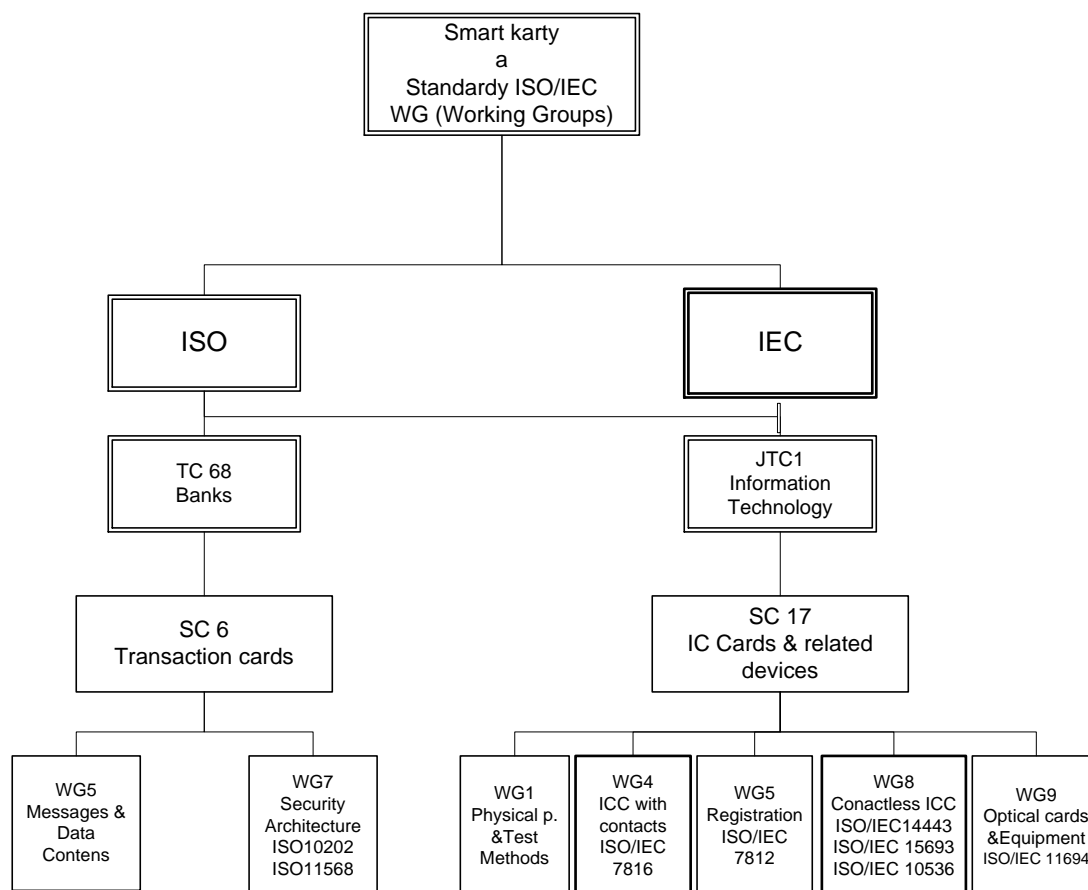 Smart karty
a
Standardy ISO/IEC
WG (Working Groups)
ISO
IEC
TC 68
Banks
JTC1
Information
Technology
SC 6
Transaction cards
SC 17
IC Cards & related
devices
WG5
Messages &
Data
Contens
WG7
Security
Architecture
ISO10202
ISO11568
WG1
Physical p.
&Test
Methods
WG4
ICC with
contacts
ISO/IEC
7816
WG5
Registration
ISO/IEC
7812
WG8
Conactless ICC
ISO/IEC14443
ISO/IEC 15693
ISO/IEC 10536
WG9
Optical cards
&Equipment
ISO/IEC 11694